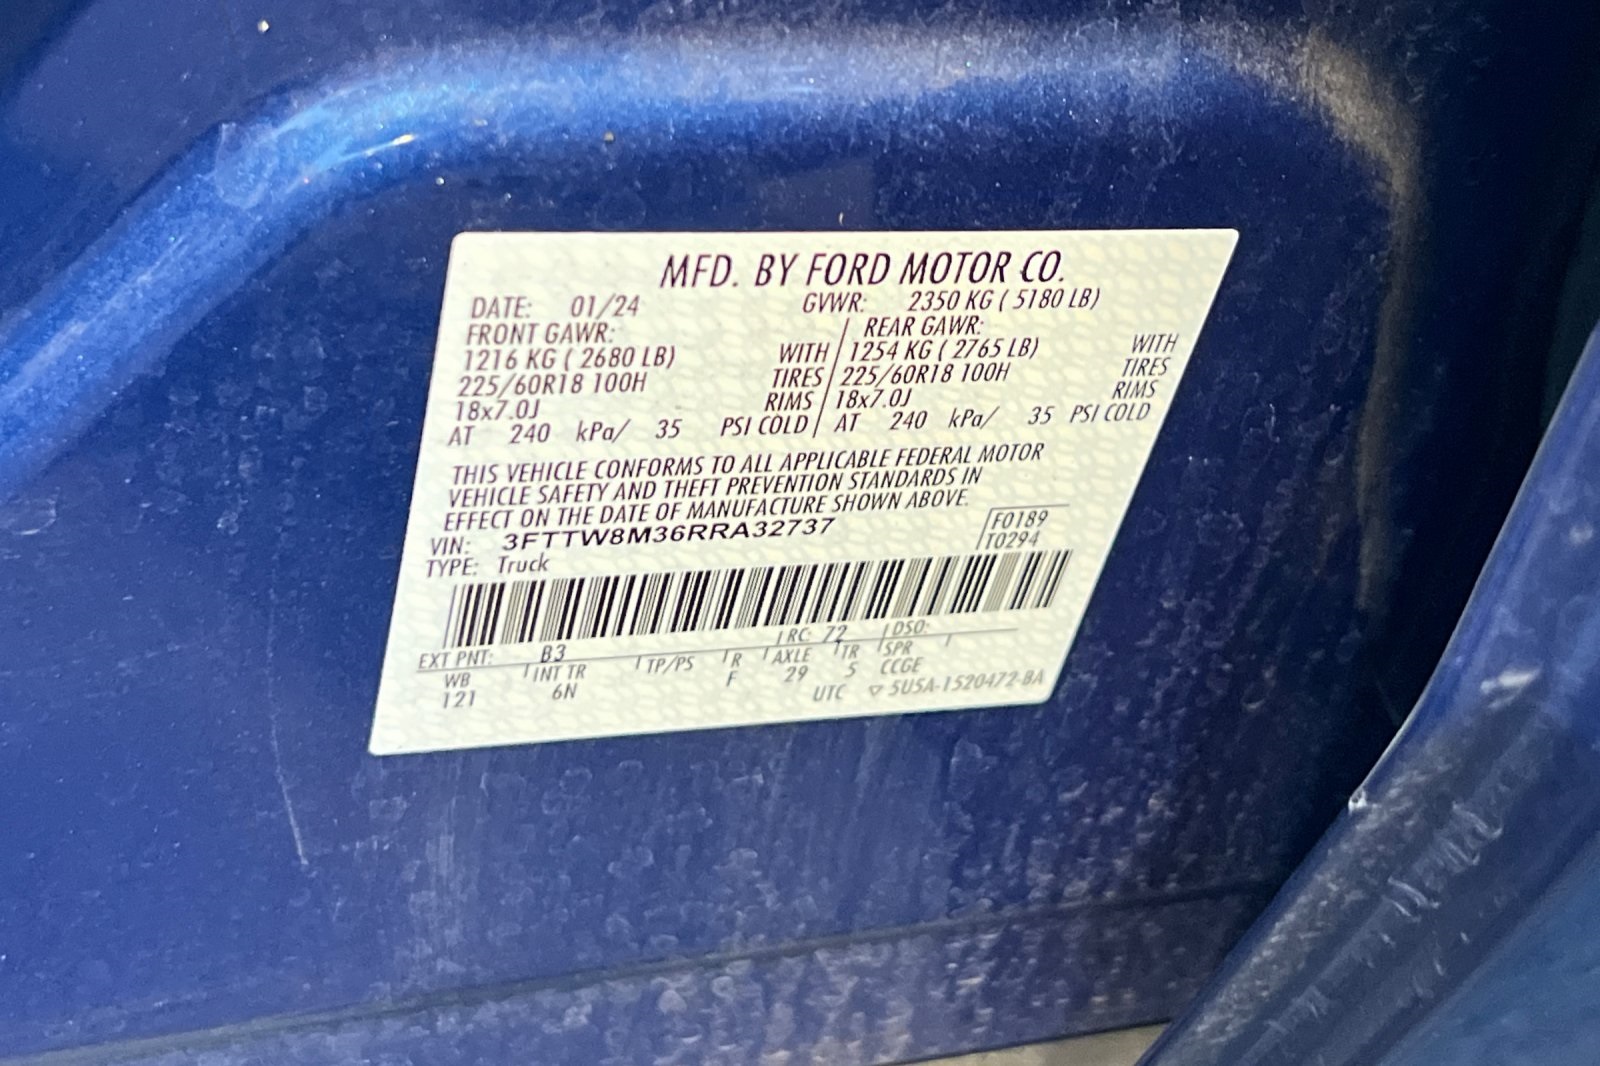 MFD. BY FORD MOTOR CO.
DATE: 01/24 GVWR: 2350 KG ( 5180 LB)
FRONT GAWR: REAR GAWR:
1216 KG ( 2680 LB) WITH 1254 KG ( 2765 LB) WITH
225/60R18 100H TIRES 225/60R18 100H TIRES
18x7.0J RIMS 18x7.0J RIMS
AT 240 kPa/ 35 PSI COLD AT 240 kPa/ 35 PSI COLD
THIS VEHICLE CONFORMS TO ALL APPLICABLE FEDERAL MOTOR
VEHICLE SAFETY AND THEFT PREVENTION STANDARDS IN
EFFECT ON THE DATE OF MANUFACTURE SHOWN ABOVE.
VIN: 3FTTW8M36RRA32737 F0189
TYPE: Truck T0294
EXT PNT: B3 RC: 72 DSO:
WB INT TR TP/PS R AXLE TR SPR
121 6N F 29 5 CCGE
UTC ▽ 5U5A-1520472-BA